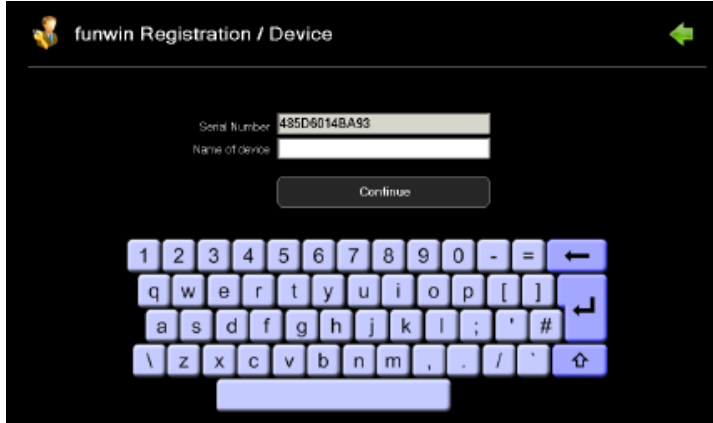 funwin Registration / Device
Serial Number 485D6014BA93
Name of device
Continue
1 2 3 4 5 6 7 8 9 0 - =
q w e r t y u i o p [ ]
a s d f g h j k l ; ' #
\ z x c v b n m , . / `